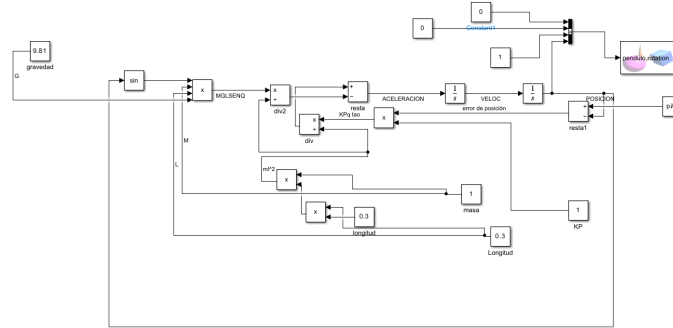 0
0
Constant1
1
pendulo.rotation
9.81
gravedad
G
sin
x
MGLSENQ
x
÷
div2
+
−
resta
ACELERACION
1
s
VELOC
1
s
POSICION
error de posición
KPq tao
x
÷
div
x
+
−
resta1
pi/
M
L
ml^2
x
1
masa
x
0.3
longitud
0.3
Longitud
1
KP